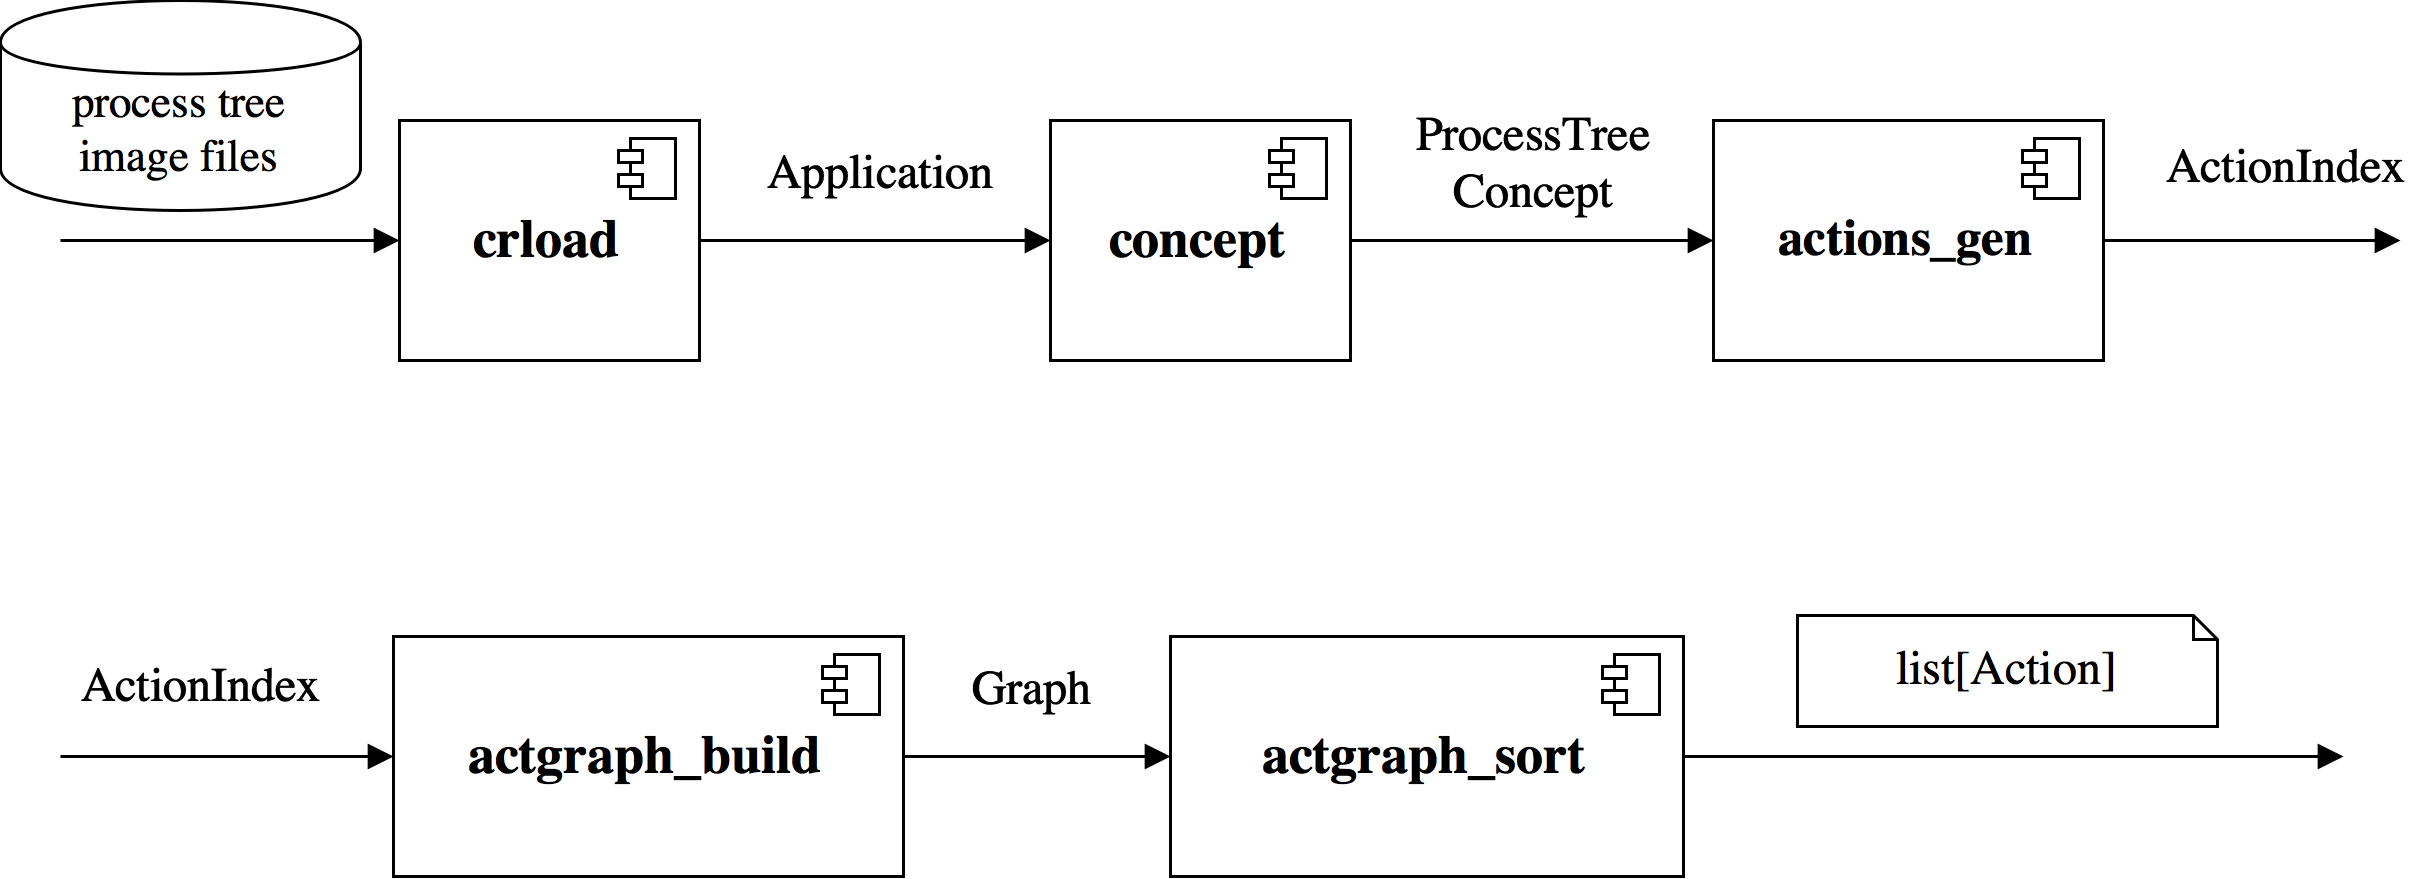 process tree
image files
crload
Application
concept
ProcessTree
Concept
actions_gen
ActionIndex
ActionIndex
actgraph_build
Graph
actgraph_sort
list[Action]